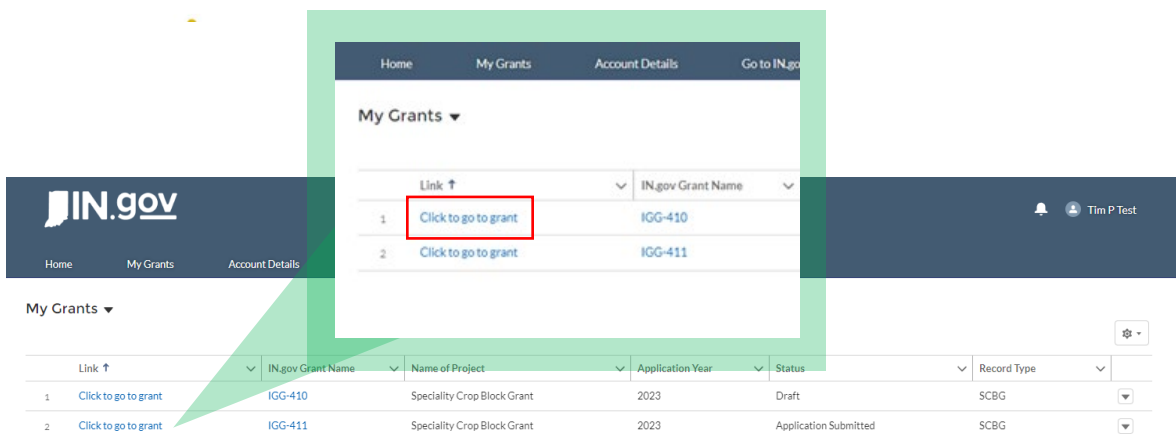 Home My Grants Account Details Go to IN.go
My Grants
Link ↑ IN.gov Grant Name
1 Click to go to grant IGG-410
2 Click to go to grant IGG-411
IN.gov
Tim P Test
Home My Grants Account Details
My Grants
Link ↑ IN.gov Grant Name Name of Project Application Year Status Record Type
1 Click to go to grant IGG-410 Speciality Crop Block Grant 2023 Draft SCBG
2 Click to go to grant IGG-411 Speciality Crop Block Grant 2023 Application Submitted SCBG